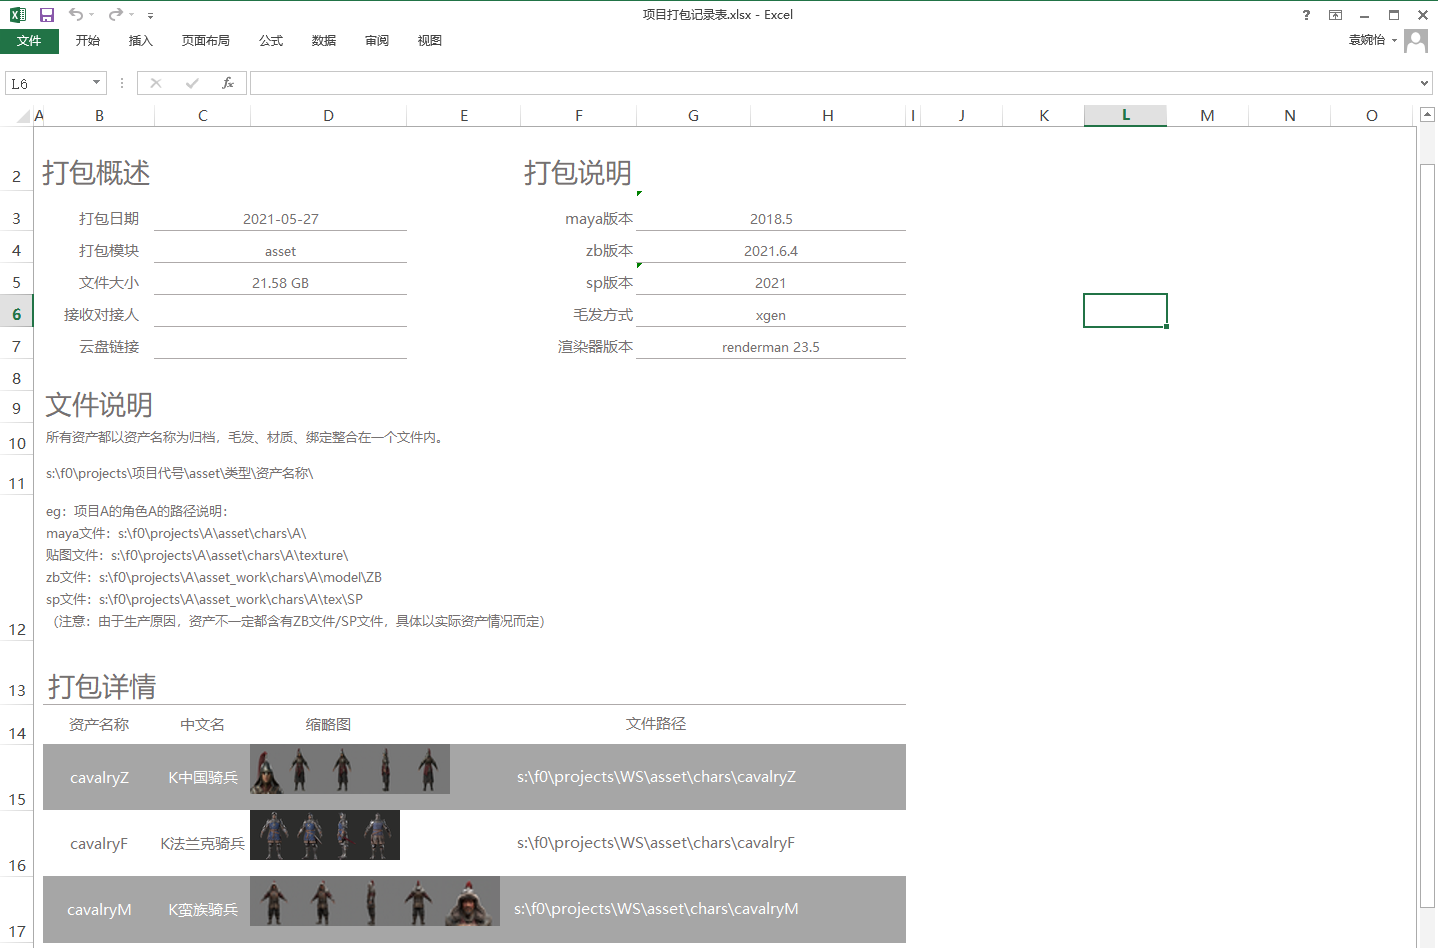 项目打包记录表.xlsx - Excel
文件 开始 插入 页面布局 公式 数据 审阅 视图
袁婉怡
L6
fx
A B C D E F G H I J K L M N O
2 打包概述 打包说明
3 打包日期 2021-05-27 maya版本 2018.5
4 打包模块 asset zb版本 2021.6.4
5 文件大小 21.58 GB sp版本 2021
6 接收对接人 毛发方式 xgen
7 云盘链接 渲染器版本 renderman 23.5
8
9 文件说明
10 所有资产都以资产名称为归档，毛发、材质、绑定整合在一个文件内。
11 s:\f0\projects\项目代号\asset\类型\资产名称\
eg：项目A的角色A的路径说明：
maya文件：s:\f0\projects\A\asset\chars\A\
贴图文件：s:\f0\projects\A\asset\chars\A\texture\
zb文件：s:\f0\projects\A\asset_work\chars\A\model\ZB
sp文件：s:\f0\projects\A\asset_work\chars\A\tex\SP
12 （注意：由于生产原因，资产不一定都含有ZB文件/SP文件，具体以实际资产情况而定）
13 打包详情
14 资产名称 中文名 缩略图 文件路径
15 cavalryZ K中国骑兵 s:\f0\projects\WS\asset\chars\cavalryZ
16 cavalryF K法兰克骑兵 s:\f0\projects\WS\asset\chars\cavalryF
17 cavalryM K蛮族骑兵 s:\f0\projects\WS\asset\chars\cavalryM